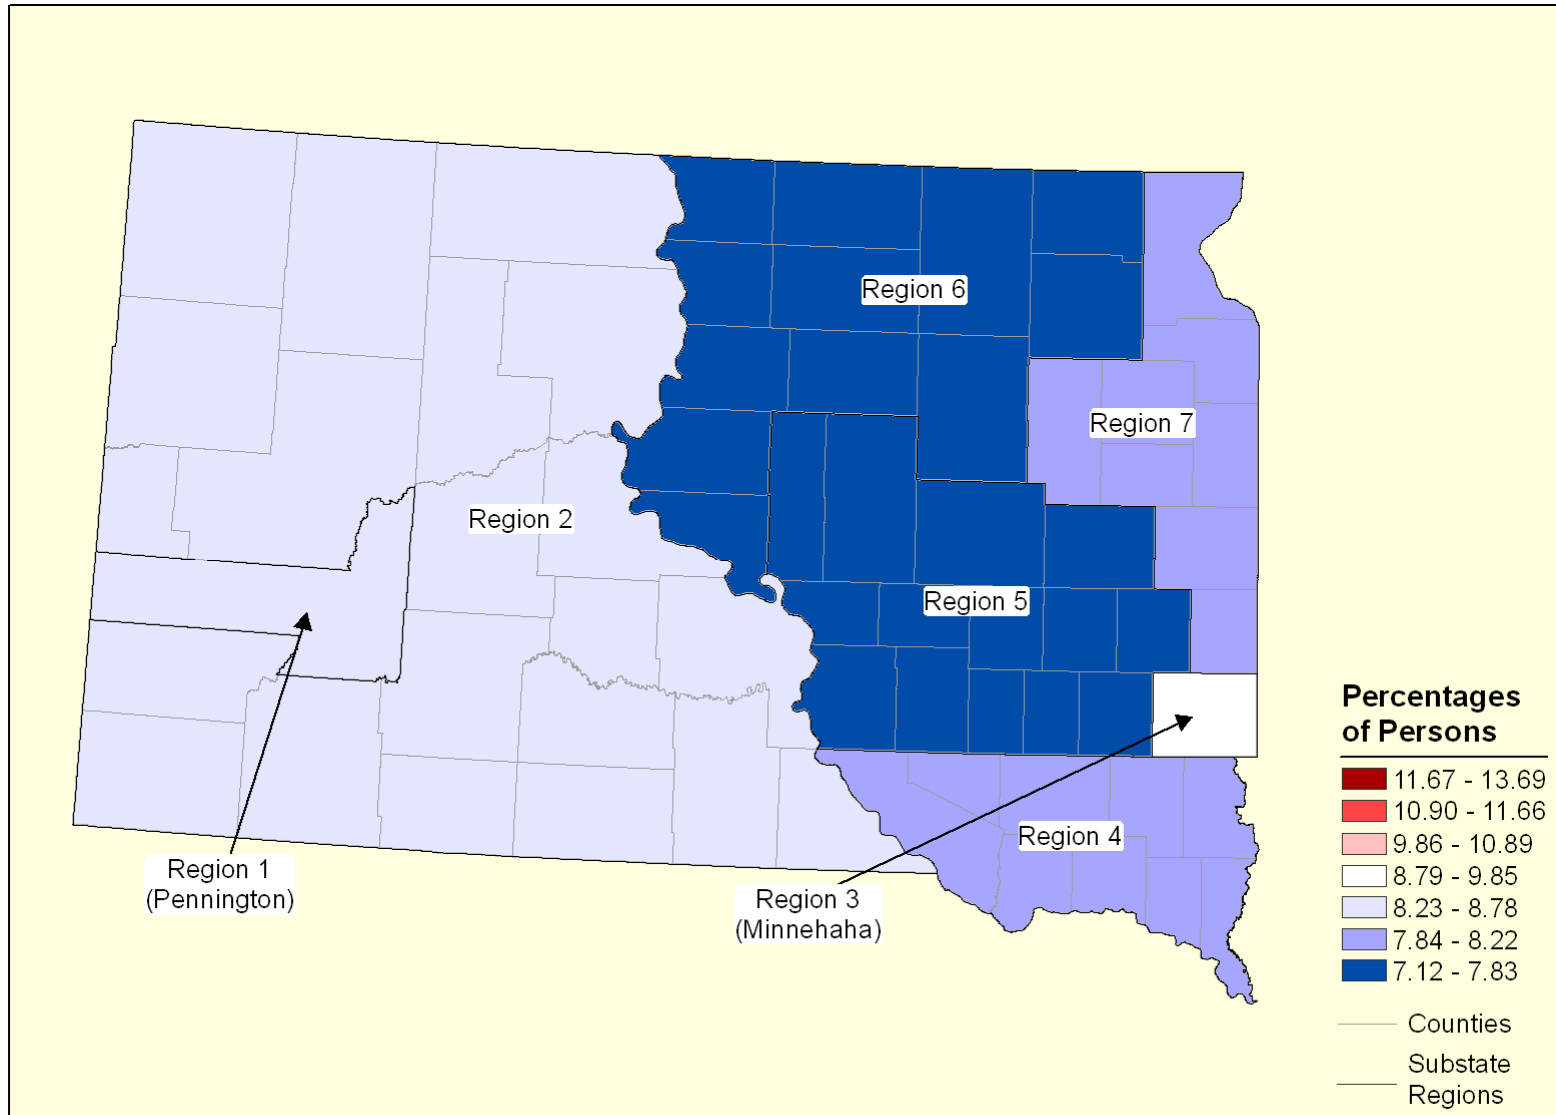 Region 6
Region 7
Region 2
Region 5
Region 4
Region 1
(Pennington)
Region 3
(Minnehaha)
Percentages
of Persons
11.67 - 13.69
10.90 - 11.66
9.86 - 10.89
8.79 - 9.85
8.23 - 8.78
7.84 - 8.22
7.12 - 7.83
Counties
Substate
Regions